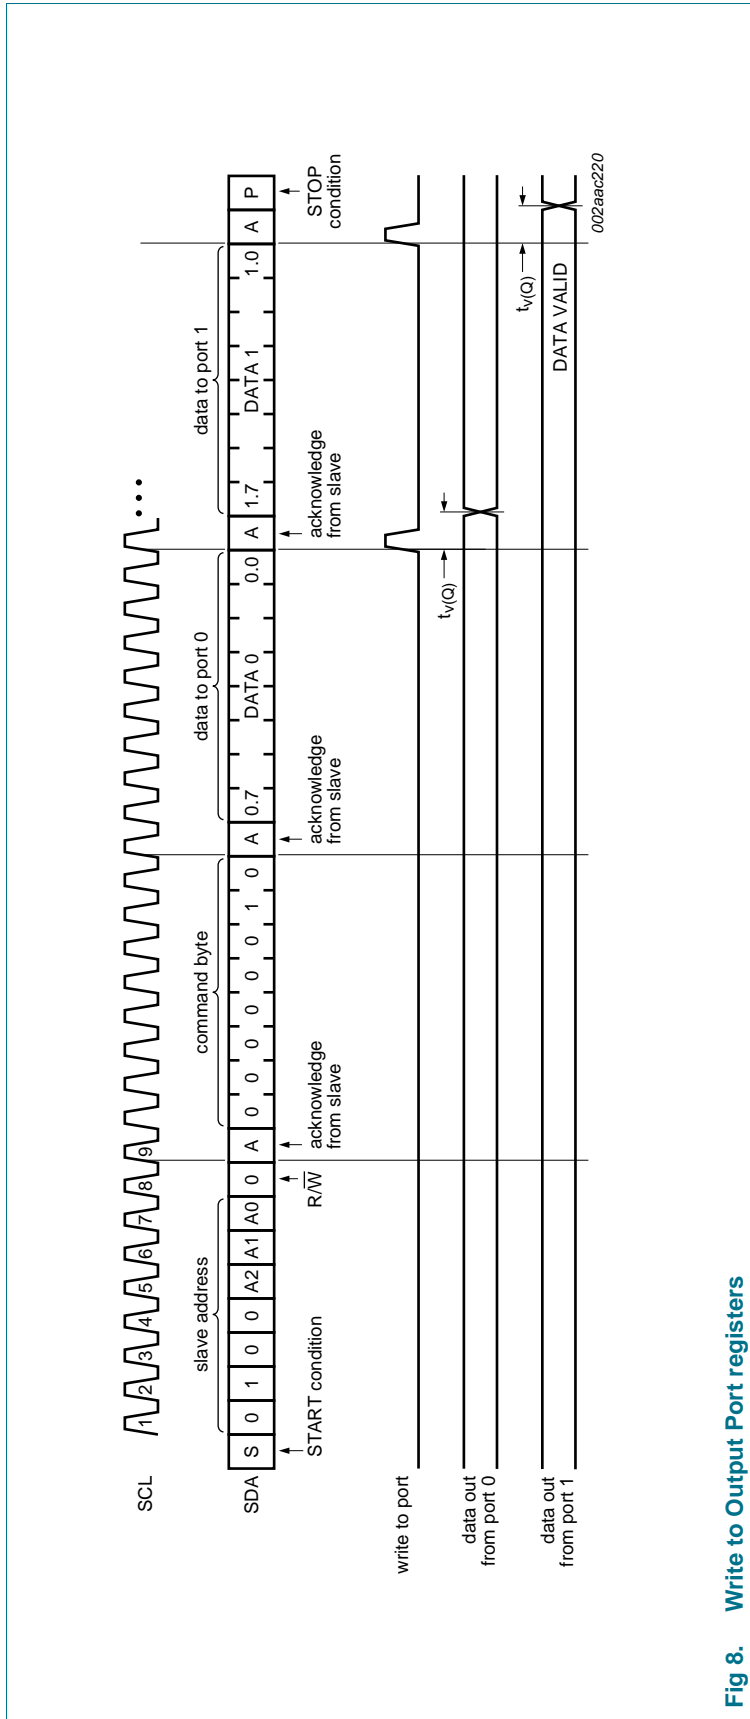 SCL
1 2 3 4 5 6 7 8 9
slave address
command byte
data to port 0
data to port 1
SDA
S 0 1 0 0 A2 A1 A0 0 A 0 0 0 0 0 0 1 0 A 0.7 DATA 0 0.0 A 1.7 DATA 1 1.0 A P
START condition
R/W
acknowledge
from slave
acknowledge
from slave
acknowledge
from slave
STOP
condition
write to port
data out
from port 0
tv(Q)
data out
from port 1
tv(Q)
DATA VALID
002aac220
Fig 8. Write to Output Port registers